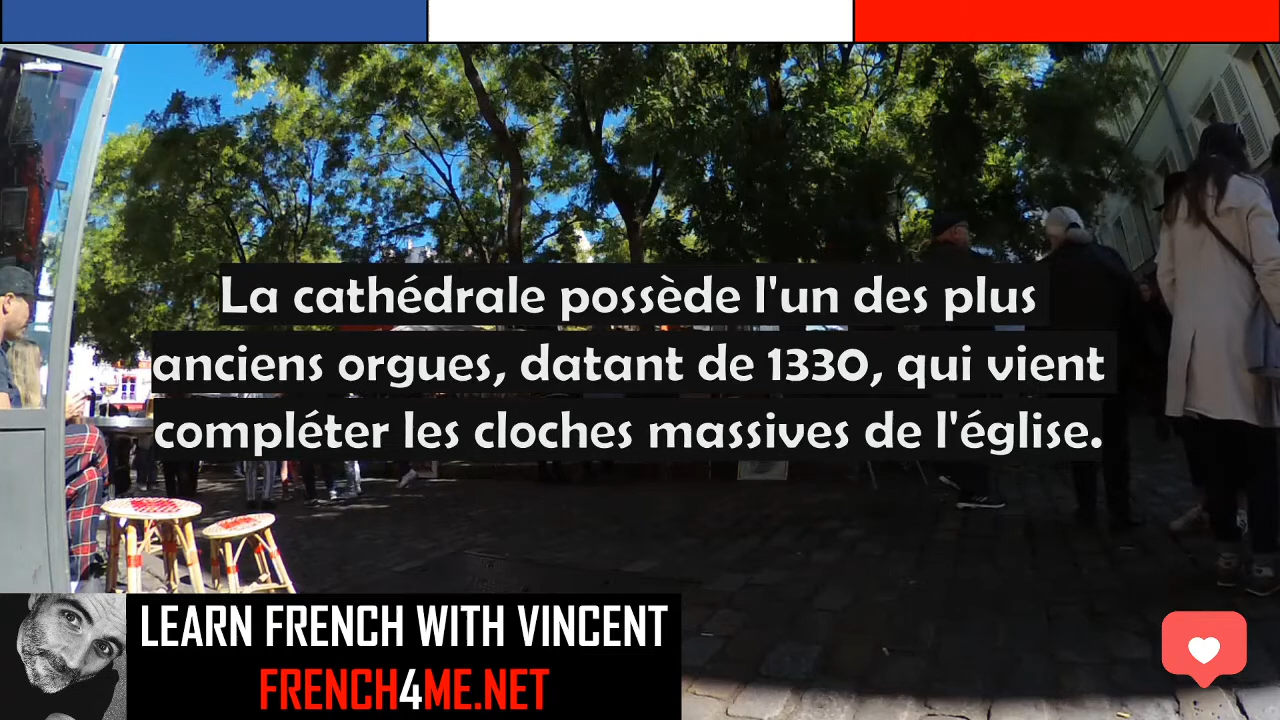 La cathédrale possède l'un des plus
anciens orgues, datant de 1330, qui vient
compléter les cloches massives de l'église.
LEARN FRENCH WITH VINCENT
FRENCH4ME.NET